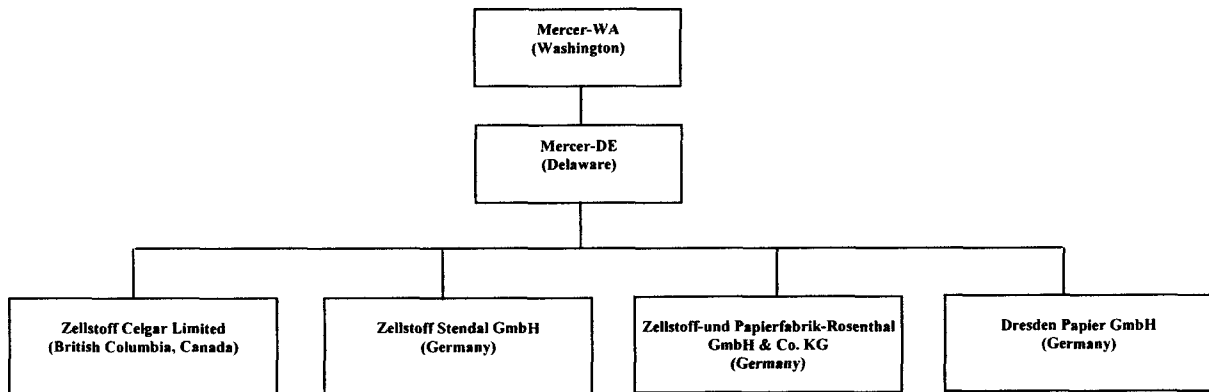 Mercer-WA
(Washington)
Mercer-DE
(Delaware)
Zellstoff Celgar Limited
(British Columbia, Canada)
Zellstoff Stendal GmbH
(Germany)
Zellstoff-und Papierfabrik-Rosenthal
GmbH & Co. KG
(Germany)
Dresden Papier GmbH
(Germany)